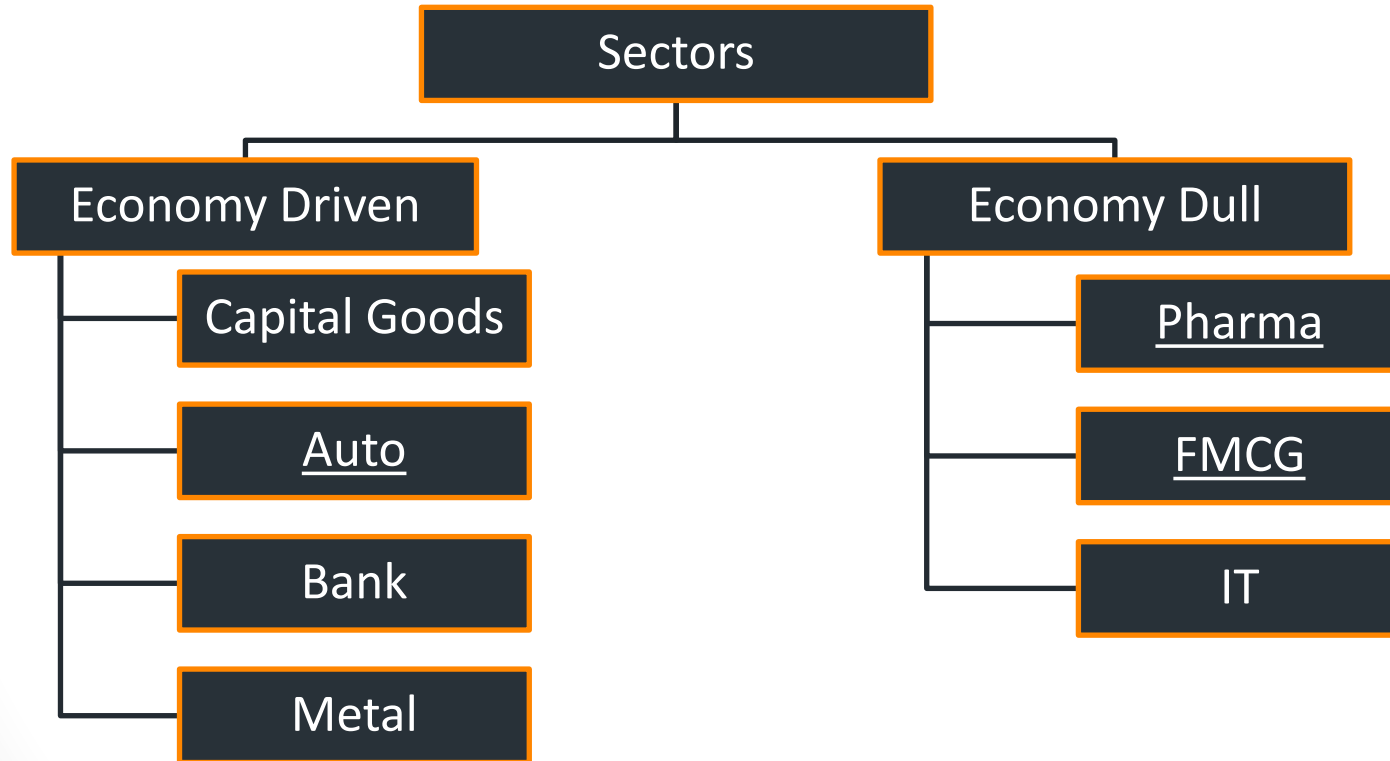 Sectors
Economy Driven
Capital Goods
Auto
Bank
Metal
Economy Dull
Pharma
FMCG
IT